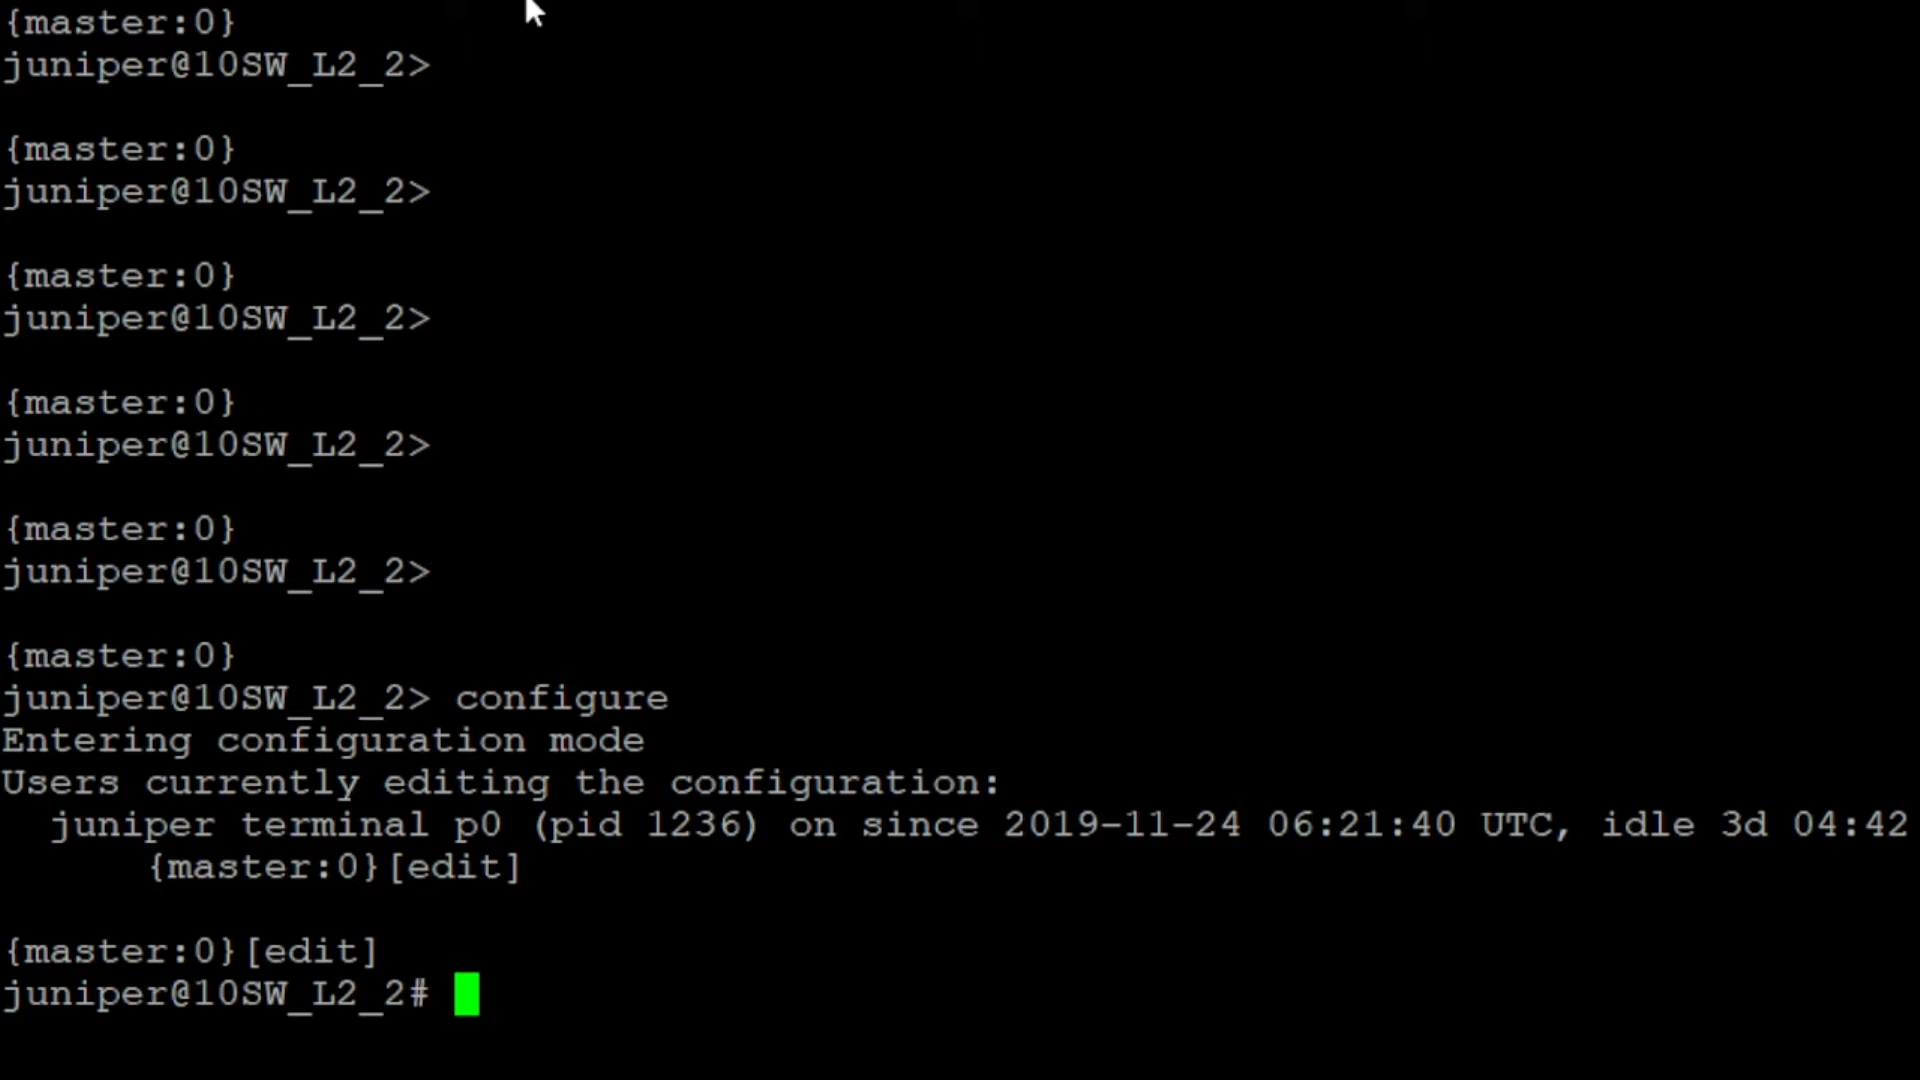 {master:0}
juniper@10SW_L2_2>
{master:0}
juniper@10SW_L2_2>
{master:0}
juniper@10SW_L2_2>
{master:0}
juniper@10SW_L2_2>
{master:0}
juniper@10SW_L2_2>
{master:0}
juniper@10SW_L2_2> configure
Entering configuration mode
Users currently editing the configuration:
juniper terminal p0 (pid 1236) on since 2019-11-24 06:21:40 UTC, idle 3d 04:42
{master:0}[edit]
{master:0}[edit]
juniper@10SW_L2_2#